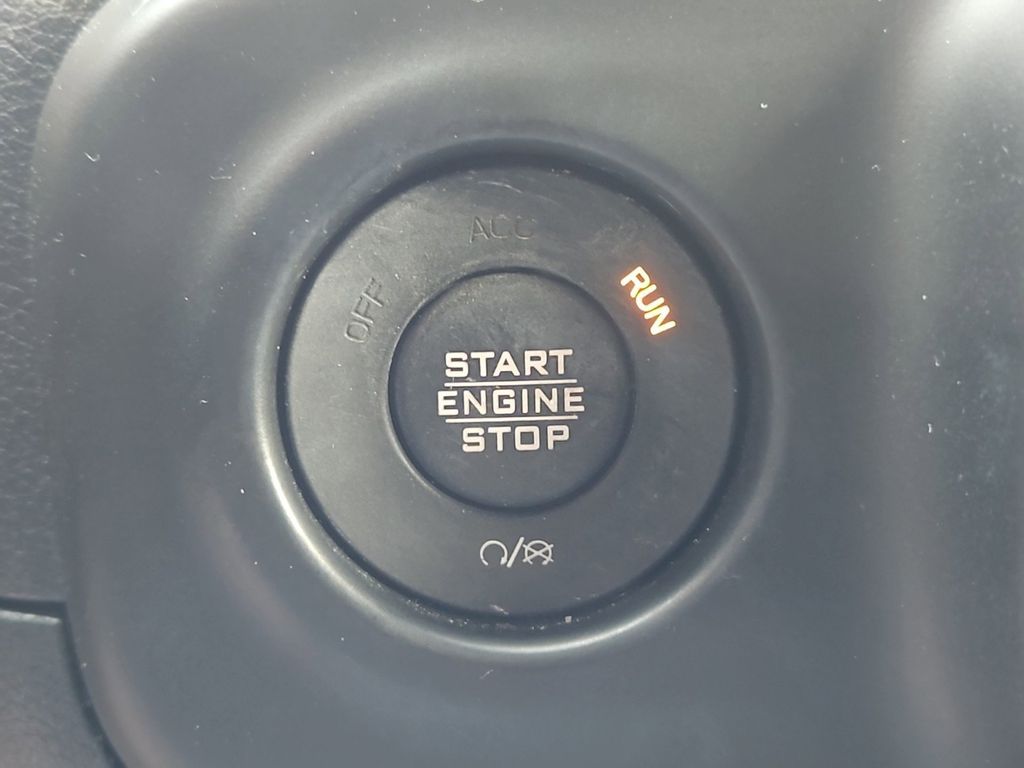 ACC
OFF
RUN
START
ENGINE
STOP